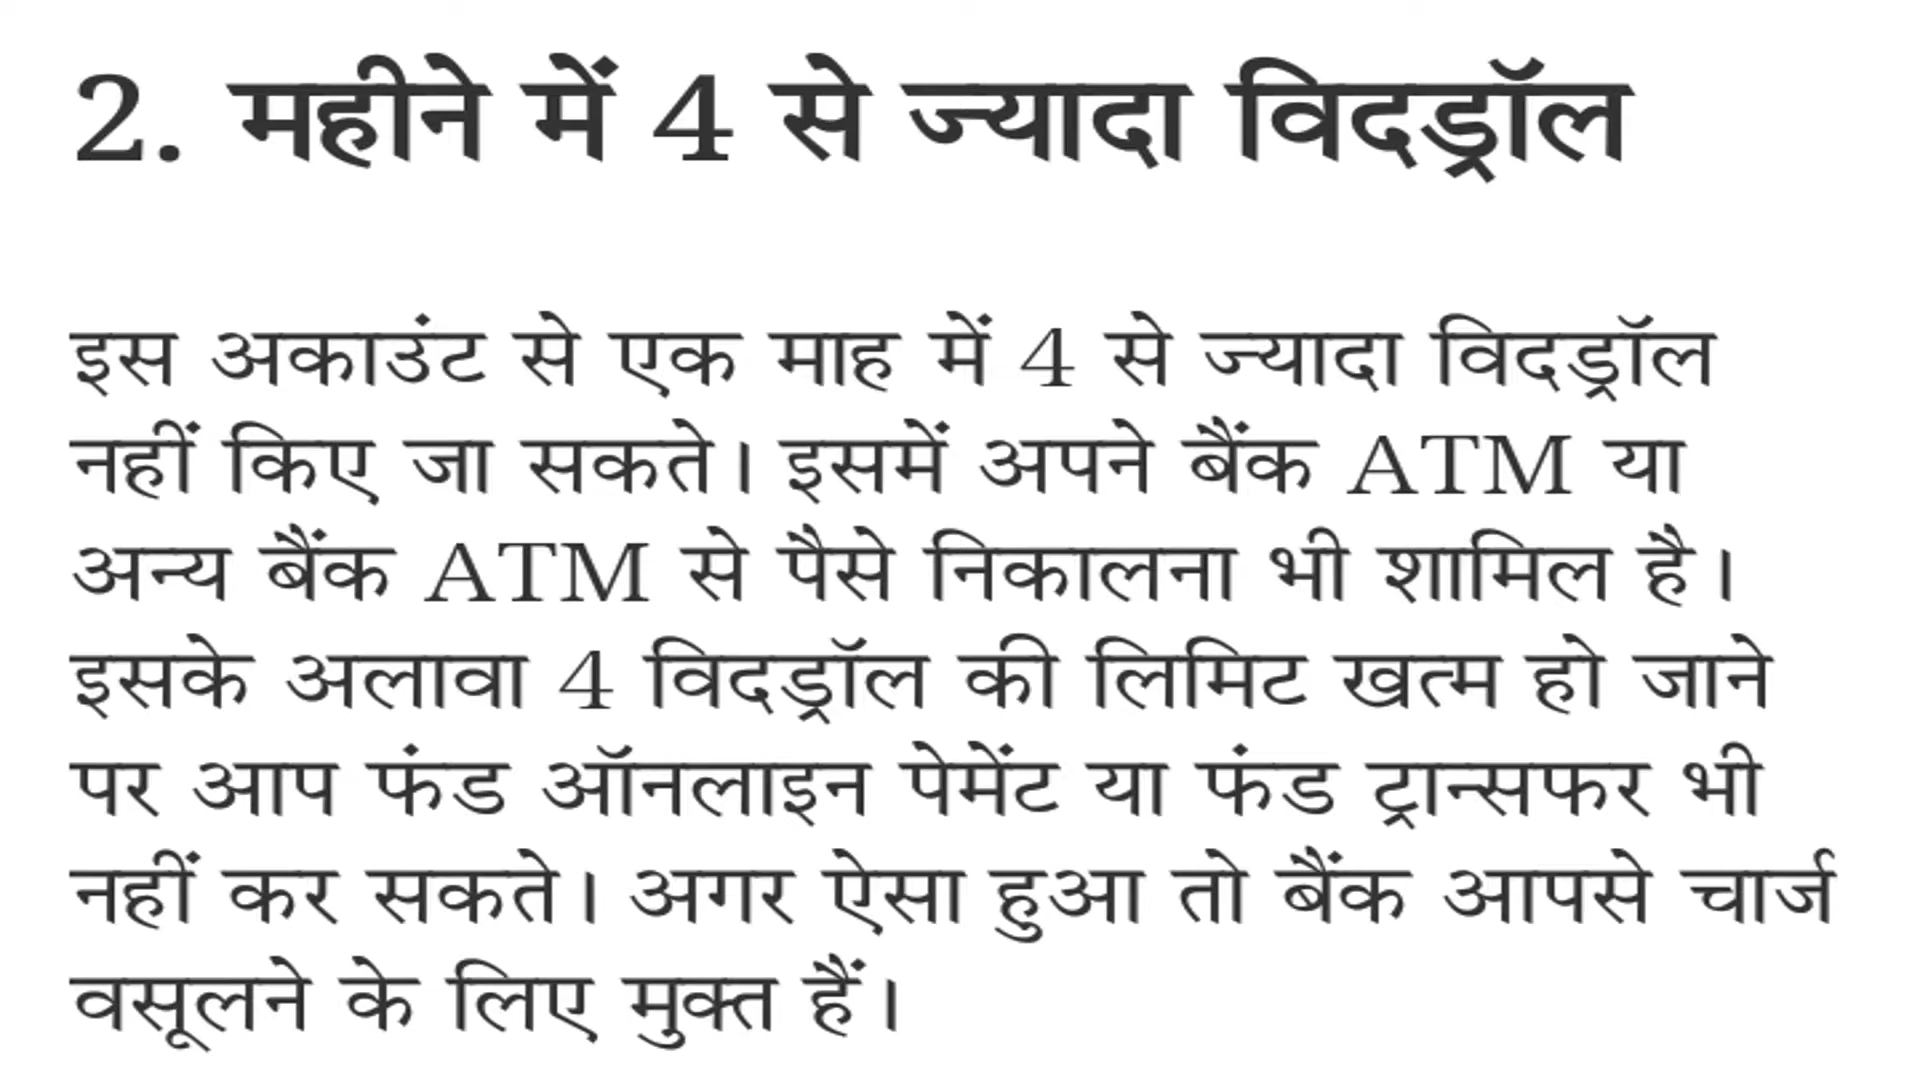 2. महीने में 4 से ज्यादा विदड्रॉल
इस अकाउंट से एक माह में 4 से ज्यादा विदड्रॉल
नहीं किए जा सकते। इसमें अपने बैंक ATM या
अन्य बैंक ATM से पैसे निकालना भी शामिल है।
इसके अलावा 4 विदड्रॉल की लिमिट खत्म हो जाने
पर आप फंड ऑनलाइन पेमेंट या फंड ट्रान्सफर भी
नहीं कर सकते। अगर ऐसा हुआ तो बैंक आपसे चार्ज
वसूलने के लिए मुक्त हैं।